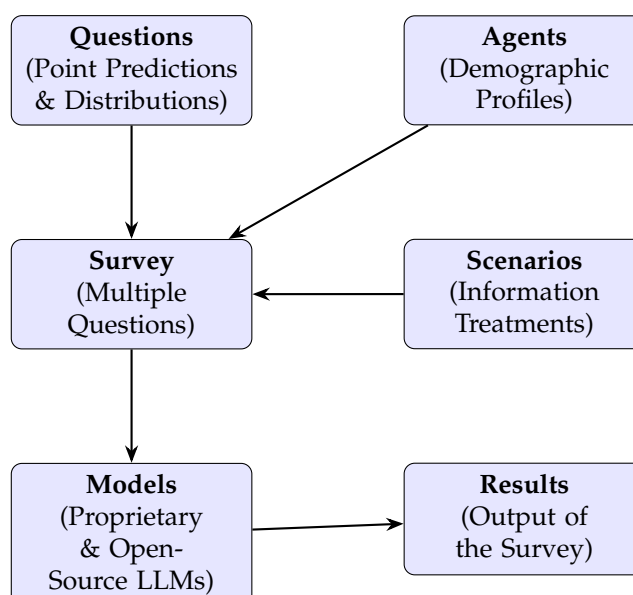 Questions
(Point Predictions
& Distributions)
Agents
(Demographic
Profiles)
Survey
(Multiple
Questions)
Scenarios
(Information
Treatments)
Models
(Proprietary
& Open-
Source LLMs)
Results
(Output of
the Survey)